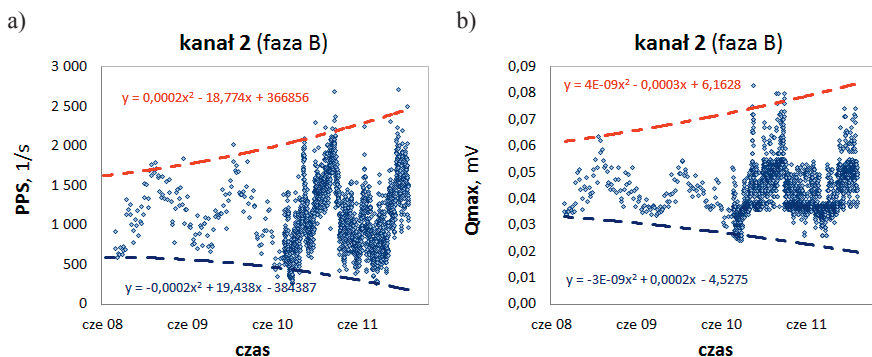 a)
kanał 2 (faza B)
PPS, 1/s
3 000
2 500
2 000
1 500
1 000
500
0
y = 0,0002x² - 18,774x + 366856
y = -0,0002x² + 19,438x - 384387
cze 08
cze 09
cze 10
cze 11
czas
b)
kanał 2 (faza B)
Qmax, mV
0,09
0,08
0,07
0,06
0,05
0,04
0,03
0,02
0,01
0,00
y = 4E-09x² - 0,0003x + 6,1628
y = -3E-09x² + 0,0002x - 4,5275
cze 08
cze 09
cze 10
cze 11
czas